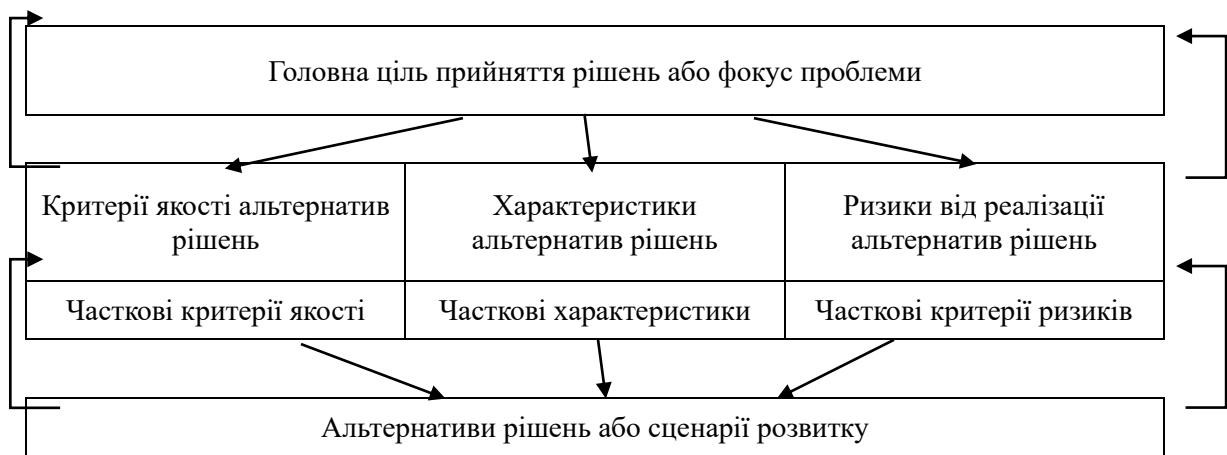 Головна ціль прийняття рішень або фокус проблеми
Критерії якості альтернатив
рішень
Характеристики
альтернатив рішень
Ризики від реалізації
альтернатив рішень
Часткові критерії якості
Часткові характеристики
Часткові критерії ризиків
Альтернативи рішень або сценарії розвитку